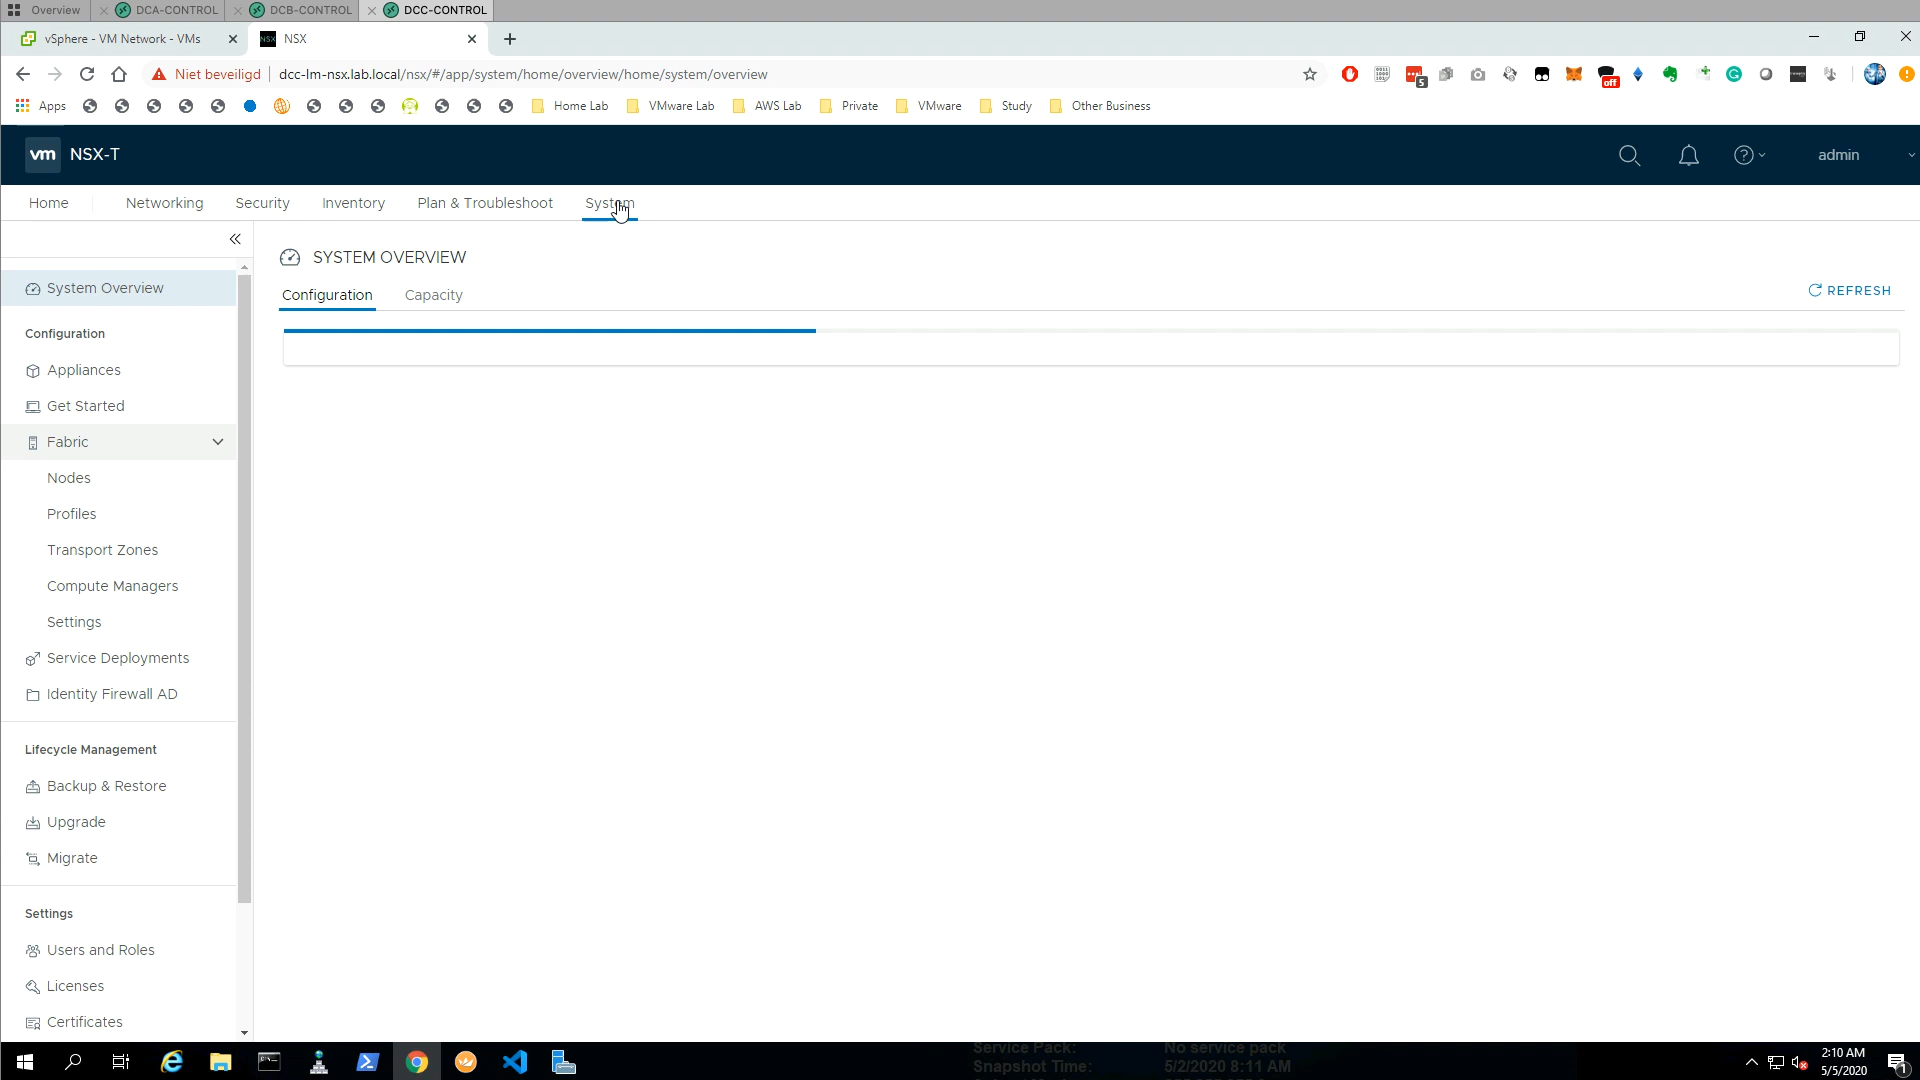 Overview DCA-CONTROL DCB-CONTROL DCC-CONTROL
vSphere - VM Network - VMs NSX NSX
Niet beveiligd dcc-lm-nsx.lab.local/nsx/#/app/system/home/overview/home/system/overview 5 off
Apps Home Lab VMware Lab AWS Lab Private VMware Study Other Business
vm NSX-T admin
Home Networking Security Inventory Plan & Troubleshoot System
SYSTEM OVERVIEW
System Overview
Configuration Capacity REFRESH
Configuration
Appliances
Get Started
Fabric
Nodes
Profiles
Transport Zones
Compute Managers
Settings
Service Deployments
Identity Firewall AD
Lifecycle Management
Backup & Restore
Upgrade
Migrate
Settings
Users and Roles
Licenses
Certificates
Service Pack: No service pack
Snapshot Time: 5/2/2020 8:11 AM
2:10 AM
5/5/2020
1